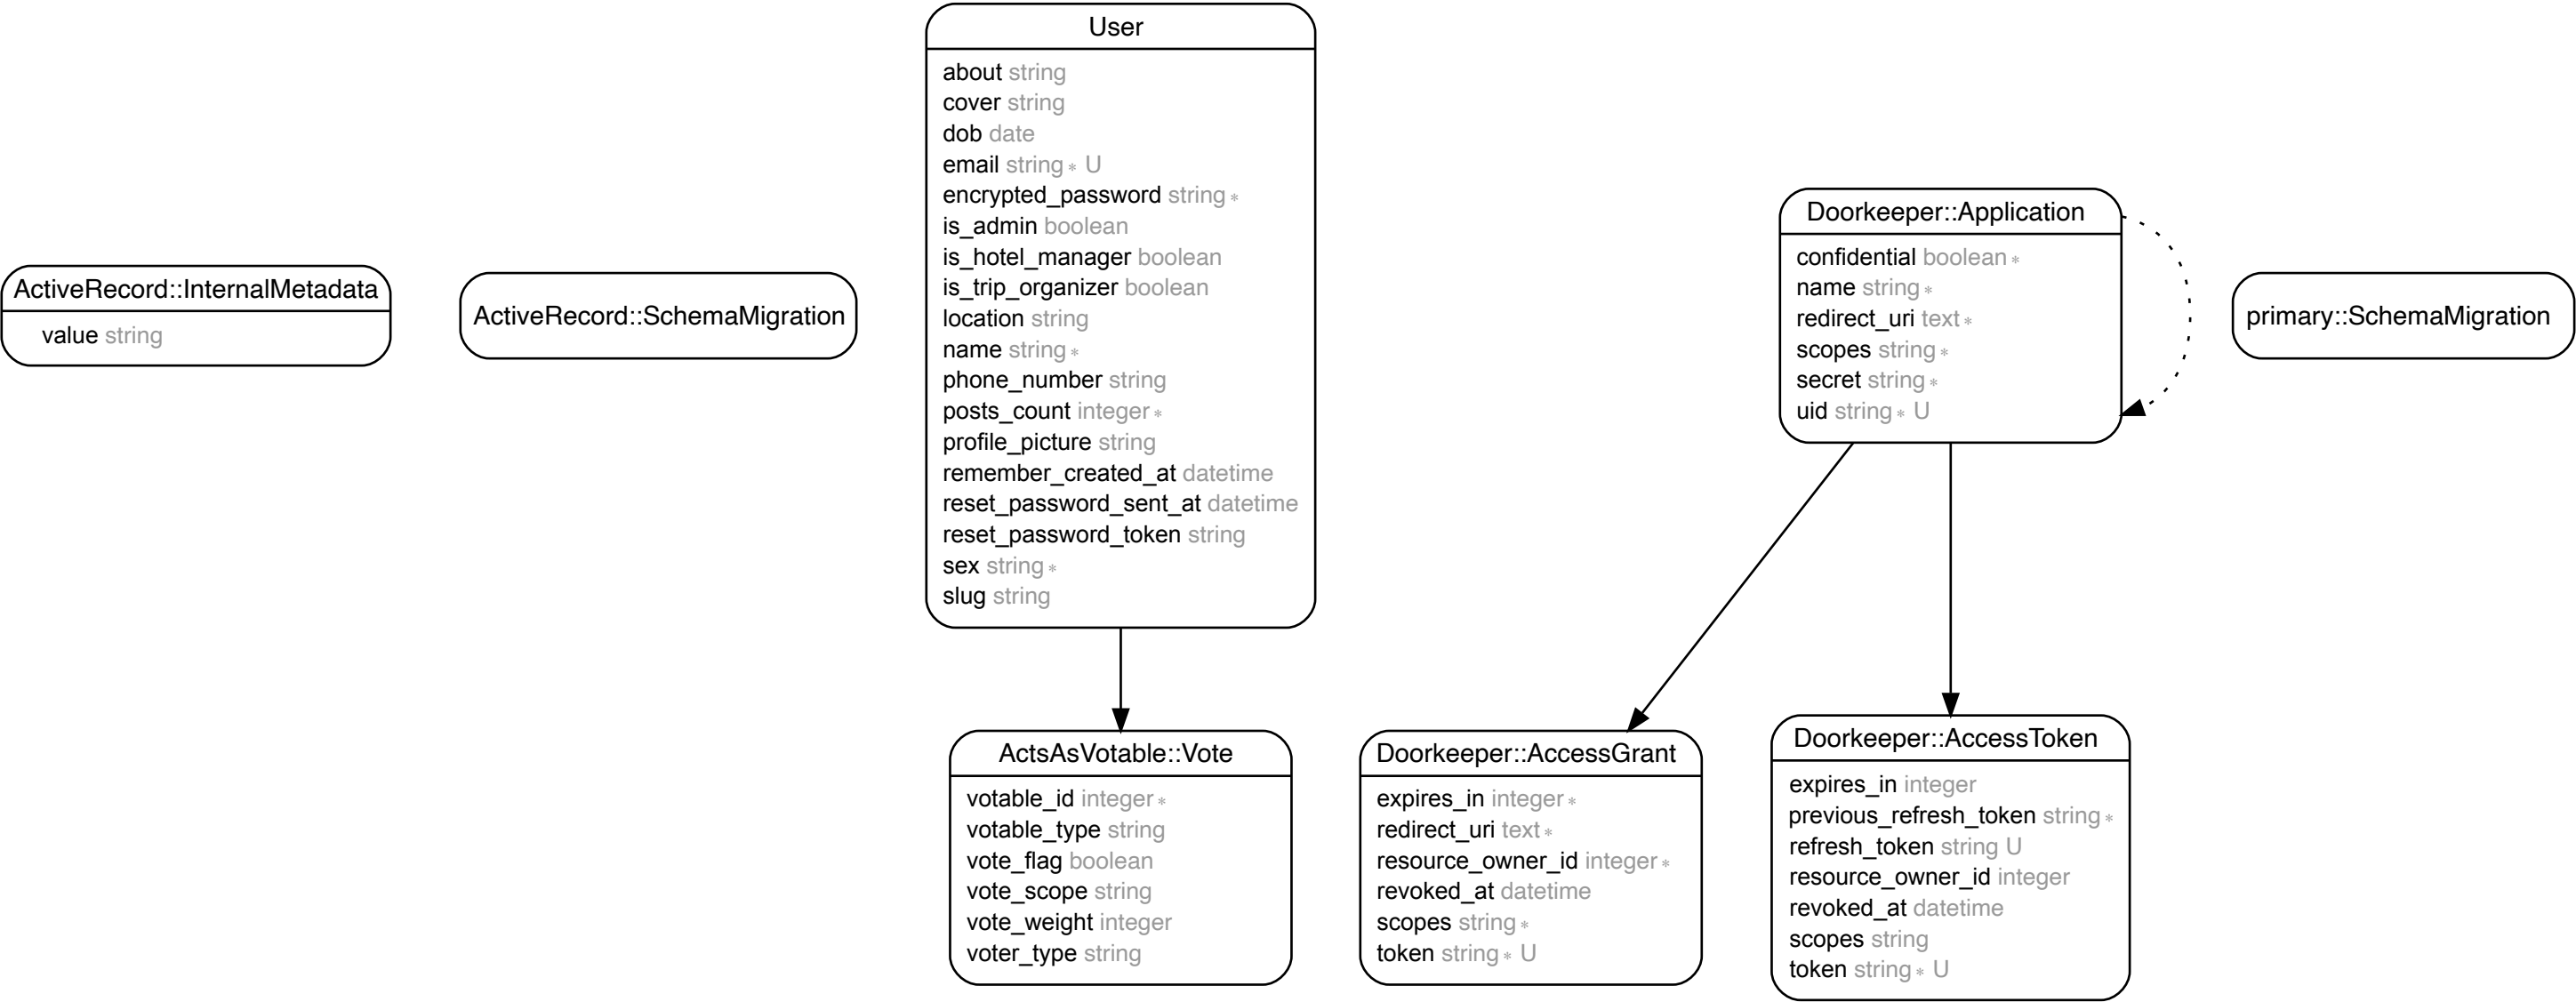 ActiveRecord::InternalMetadata
value string
ActiveRecord::SchemaMigration
User
about string
cover string
dob date
email string * U
encrypted_password string *
is_admin boolean
is_hotel_manager boolean
is_trip_organizer boolean
location string
name string *
phone_number string
posts_count integer *
profile_picture string
remember_created_at datetime
reset_password_sent_at datetime
reset_password_token string
sex string *
slug string
Doorkeeper::Application
confidential boolean *
name string *
redirect_uri text *
scopes string *
secret string *
uid string * U
primary::SchemaMigration
ActsAsVotable::Vote
votable_id integer *
votable_type string
vote_flag boolean
vote_scope string
vote_weight integer
voter_type string
Doorkeeper::AccessGrant
expires_in integer *
redirect_uri text *
resource_owner_id integer *
revoked_at datetime
scopes string *
token string * U
Doorkeeper::AccessToken
expires_in integer
previous_refresh_token string *
refresh_token string U
resource_owner_id integer
revoked_at datetime
scopes string
token string * U